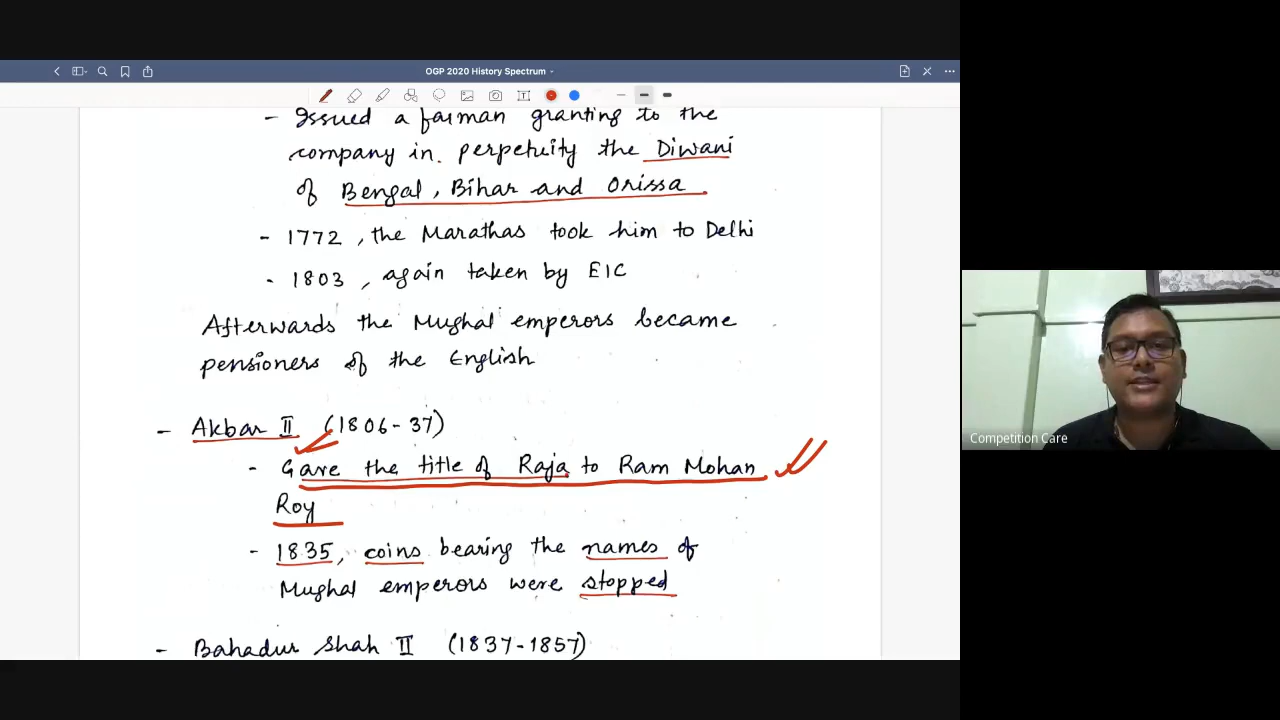 OGP 2020 History Spectrum
- Issued a farman granting to the
company in perpetuity the Diwani
of Bengal, Bihar and Orissa
- 1772, the Marathas took him to Delhi
- 1803, again taken by EIC
Afterwards the Mughal emperors became
pensioners of the English
- Akbar II (1806-37)
- Gave the title of Raja to Ram Mohan
Roy
- 1835, coins bearing the names of
Mughal emperors were stopped
- Bahadur Shah II (1837-1857)
Competition Care